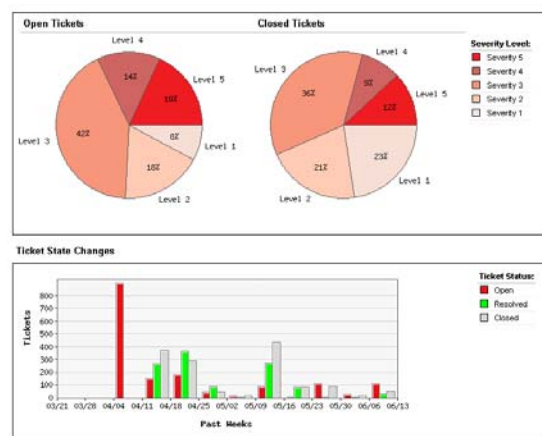 Open Tickets
Closed Tickets
Severity Level:
Severity 5
Severity 4
Severity 3
Severity 2
Severity 1
Level 4
14%
Level 5
Level 3
42%
Level 1
Level 2
Level 4
Level 3
36%
Level 5
12%
21%
23%
Level 1
Level 2
Ticket State Changes
Ticket Status:
Open
Resolved
Closed
Tickets
800
700
600
500
400
300
200
100
0
03/21 03/28 04/04 04/11 04/18 04/25 05/02 05/09 05/16 05/23 05/30 06/06 06/13
Past Weeks